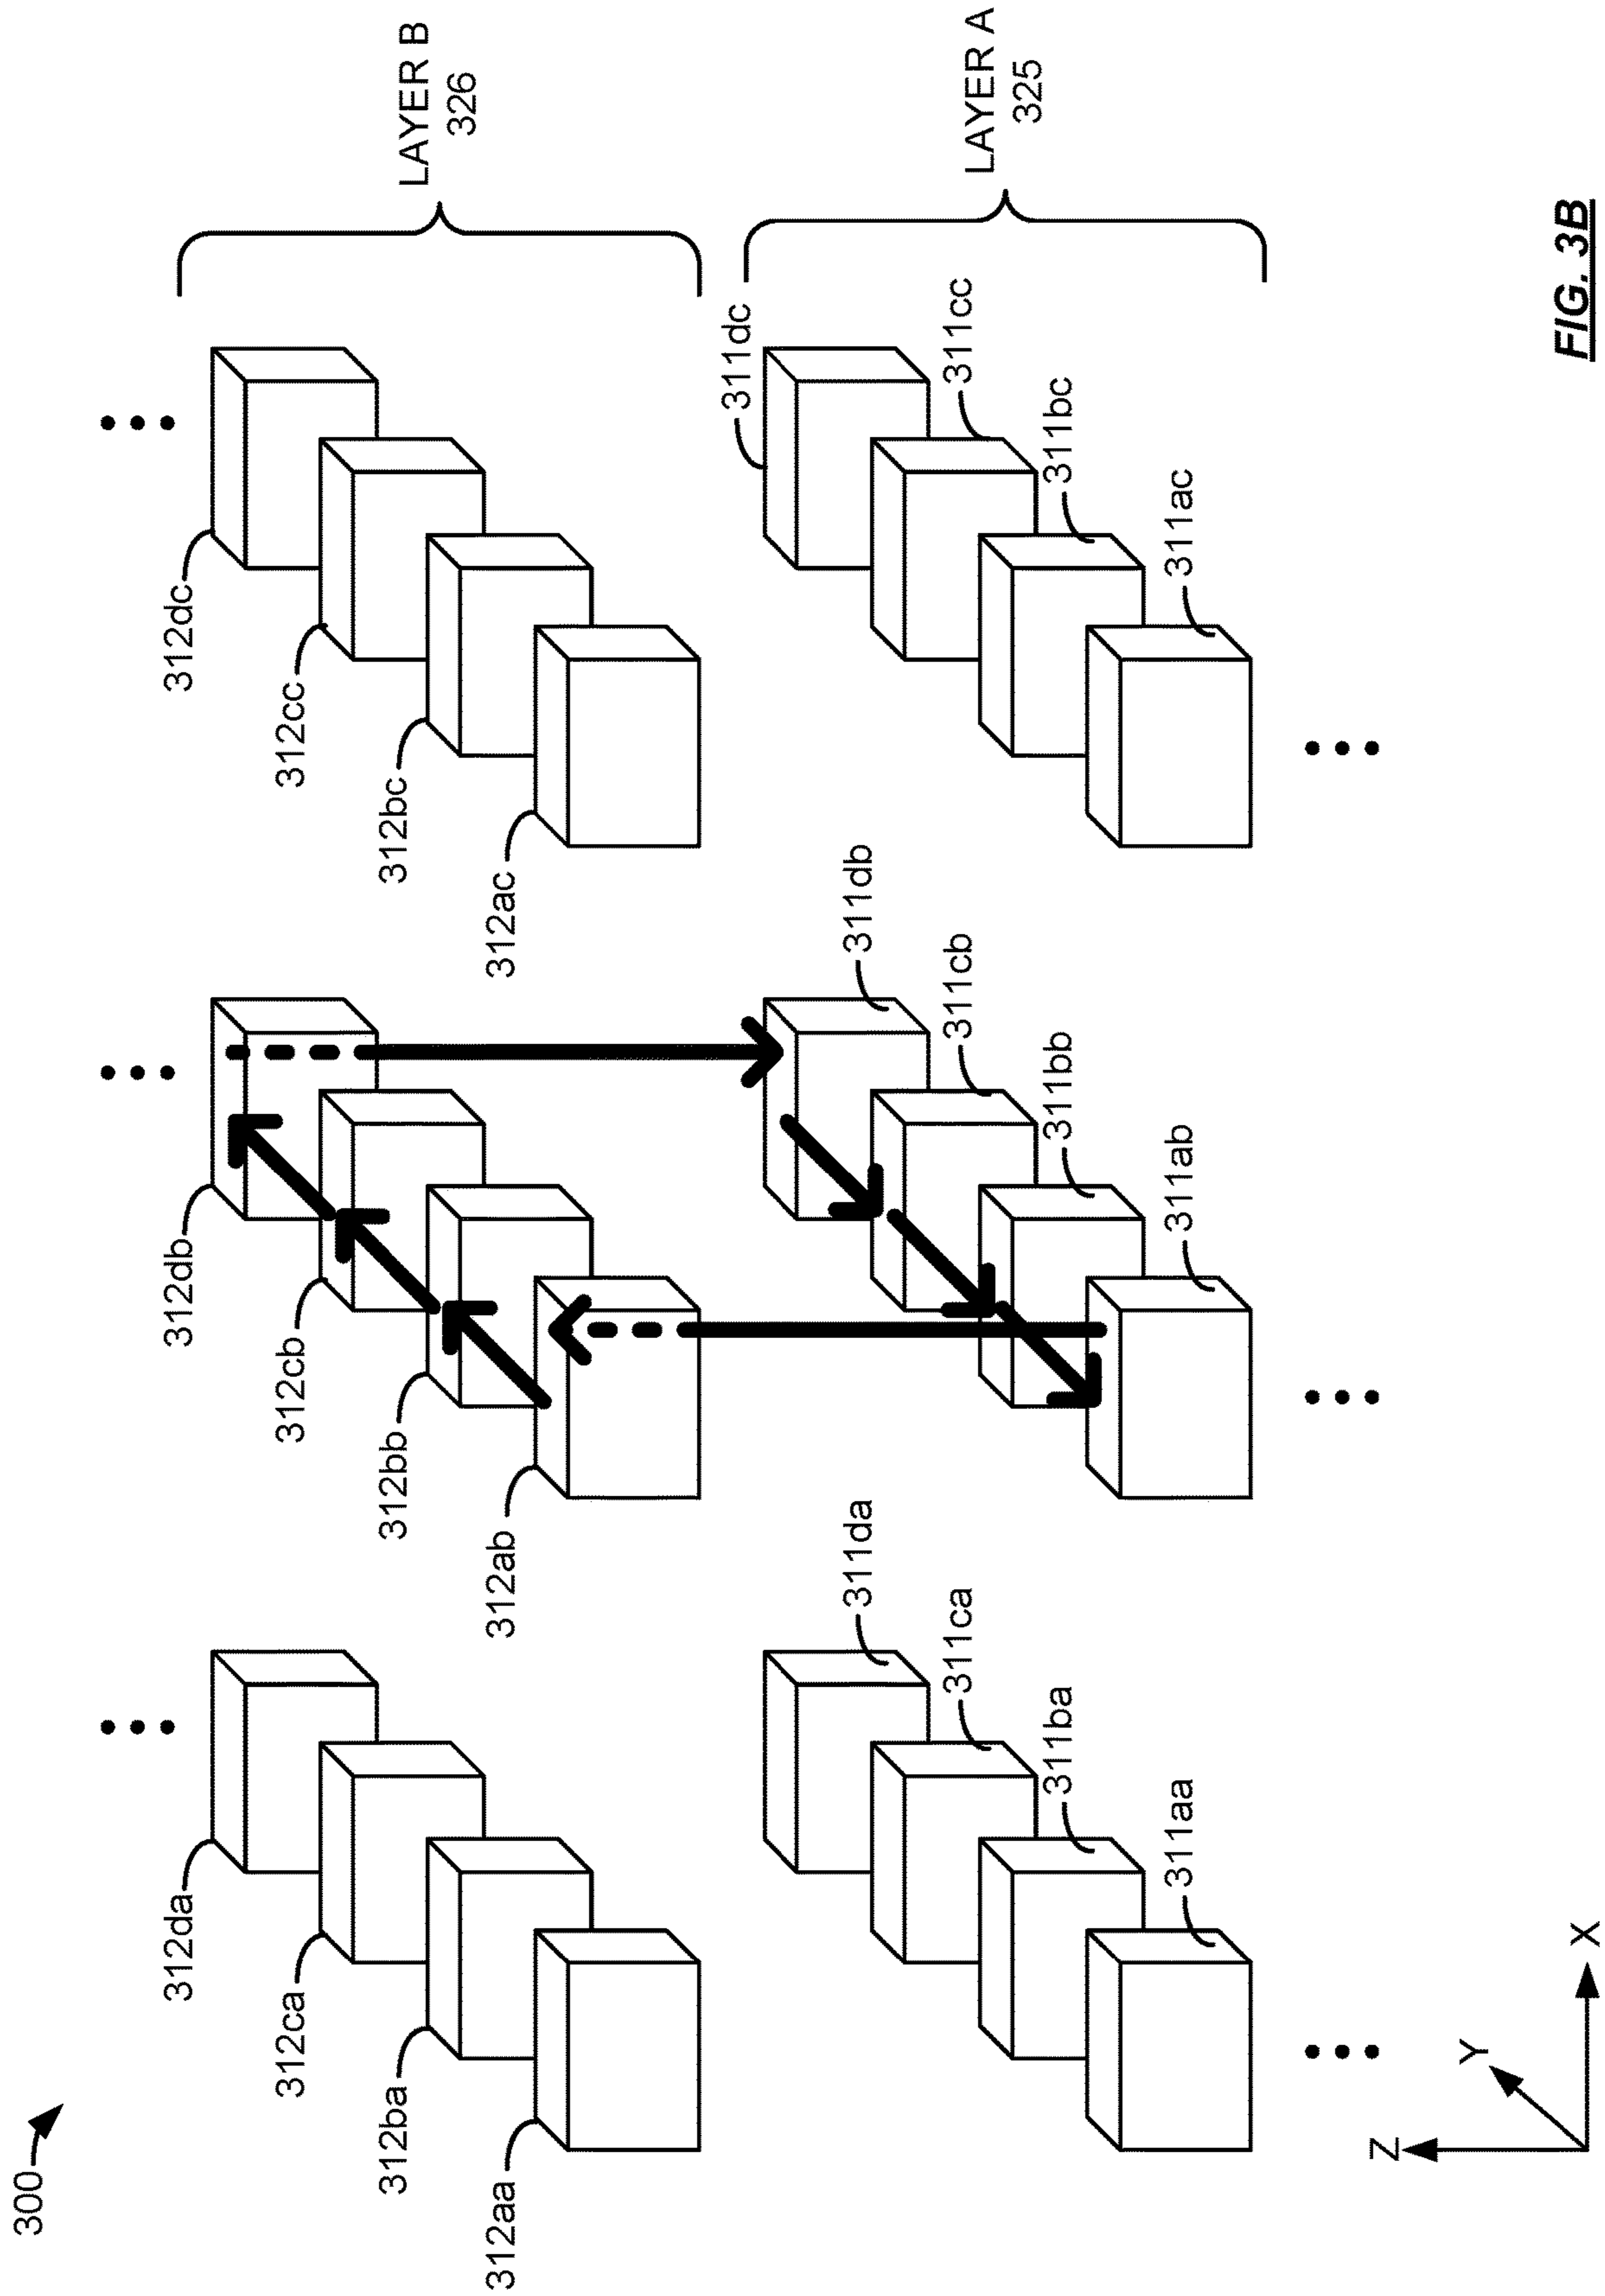 300
312da
312db
312dc
312ca
312cb
312cc
312ba
312bb
312bc
312aa
312ab
312ac
LAYER B
326
311dc
311da
311db
311ca
311cb
311cc
311ba
311bb
311bc
311aa
311ab
311ac
LAYER A
325
Z
Y
X
FIG. 3B